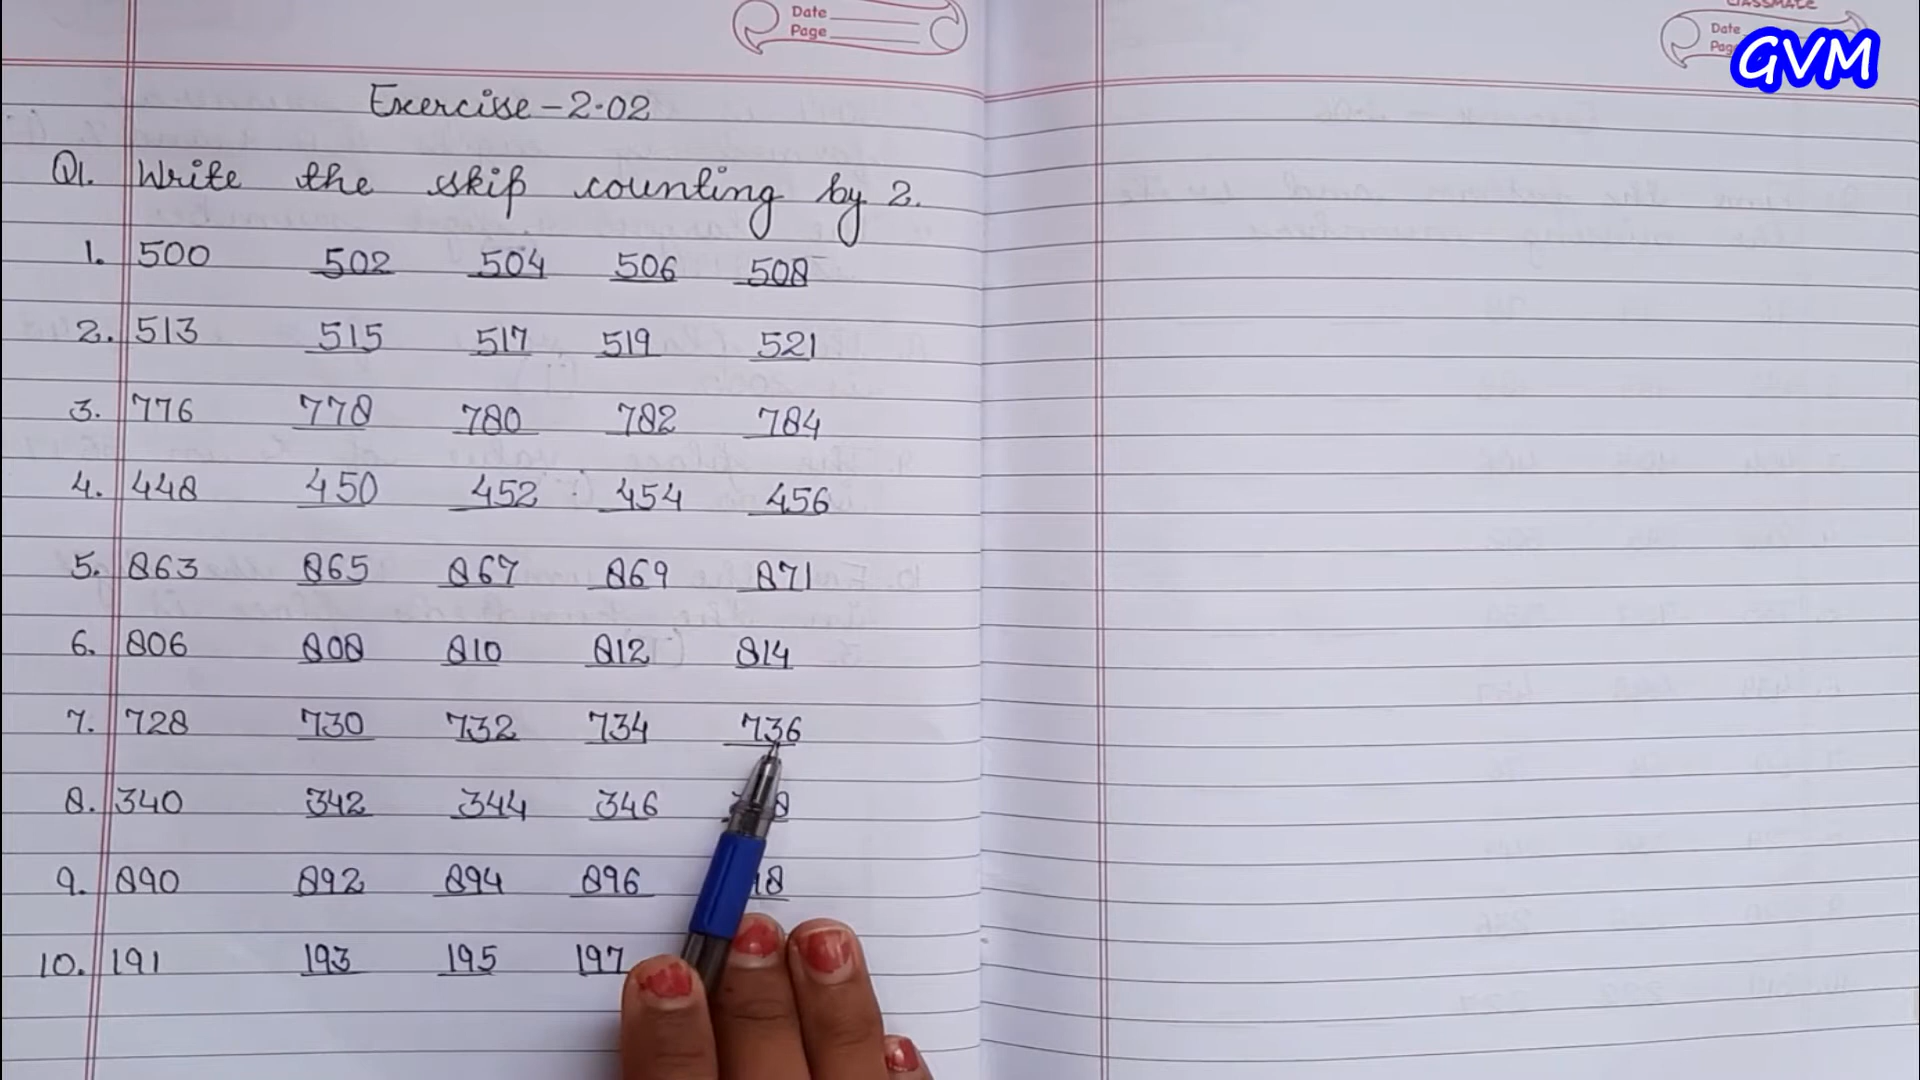 Date
Page
CLASSMATE
Date
GVM
Exercise-2.02
Q1. Write the skip counting by 2.
1. 500 502 504 506 508
2. 513 515 517 519 521
3. 776 778 780 782 784
4. 448 450 452 454 456
5. 863 865 867 869 871
6. 806 808 810 812 814
7. 728 730 732 734 736
8. 340 342 344 346
9. 890 892 894 896
10. 191 193 195 197